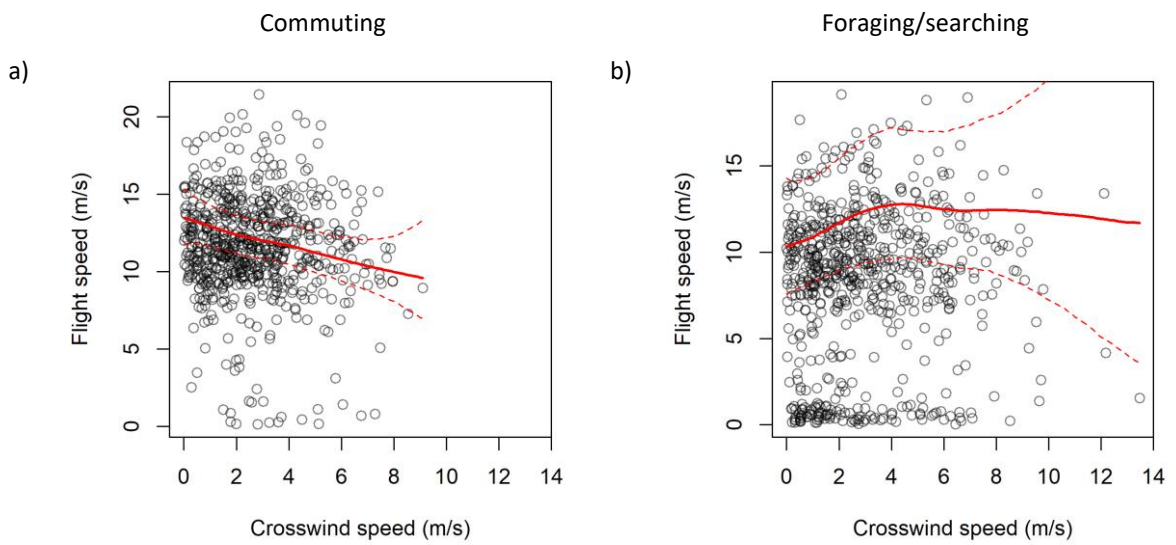 Commuting
Foraging/searching
a)
b)
Flight speed (m/s)
20
15
10
5
0
0 2 4 6 8 10 12 14
Crosswind speed (m/s)
Flight speed (m/s)
15
10
5
0
0 2 4 6 8 10 12 14
Crosswind speed (m/s)